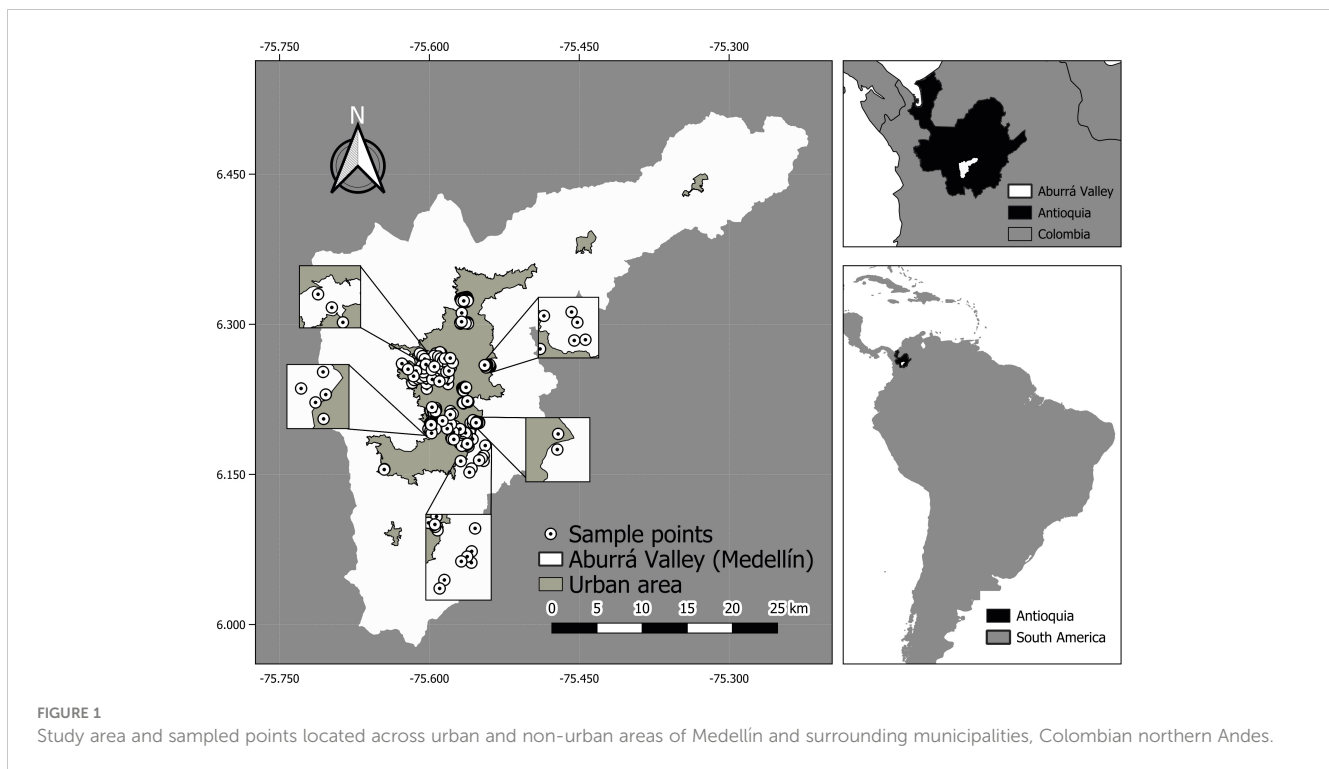 -75.750 -75.600 -75.450 -75.300
N
6.450
6.300
6.150
6.000
Sample points
Aburrá Valley (Medellín)
Urban area
0 5 10 15 20 25 km
-75.750 -75.600 -75.450 -75.300
Aburrá Valley
Antioquia
Colombia
Antioquia
South America
FIGURE 1
Study area and sampled points located across urban and non-urban areas of Medellín and surrounding municipalities, Colombian northern Andes.